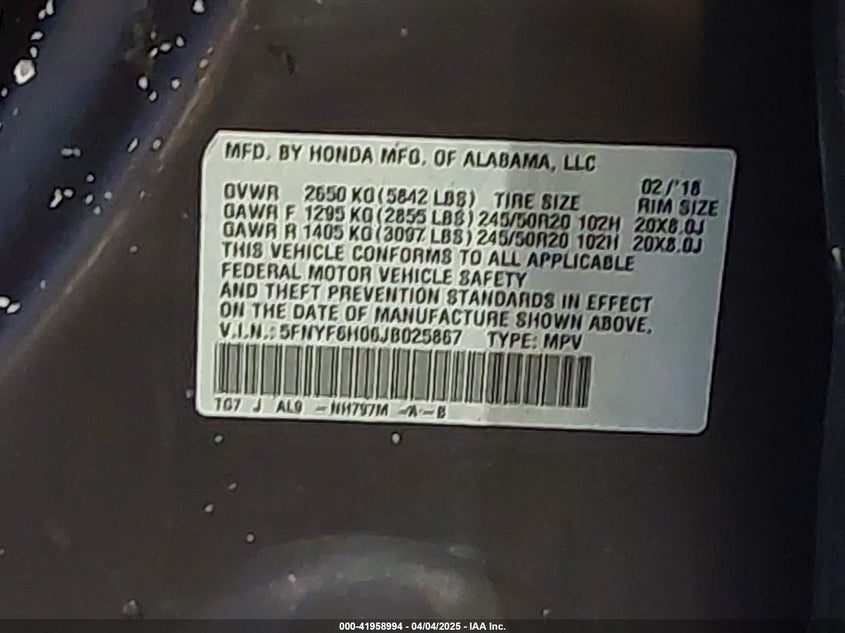 MFD. BY HONDA MFG. OF ALABAMA, LLC
02/'18
GVWR 2650 KG (5842 LBS) TIRE SIZE RIM SIZE
GAWR F 1295 KG (2855 LBS) 245/50R20 102H 20X8.0J
GAWR R 1405 KG (3097 LBS) 245/50R20 102H 20X8.0J
THIS VEHICLE CONFORMS TO ALL APPLICABLE
FEDERAL MOTOR VEHICLE SAFETY
AND THEFT PREVENTION STANDARDS IN EFFECT
ON THE DATE OF MANUFACTURE SHOWN ABOVE.
V.I.N.: 5FNYF6H06JB025867 TYPE: MPV
TG7 J AL0 – NH797M –A – B
000-41958994 - 04/04/2025 - IAA Inc.